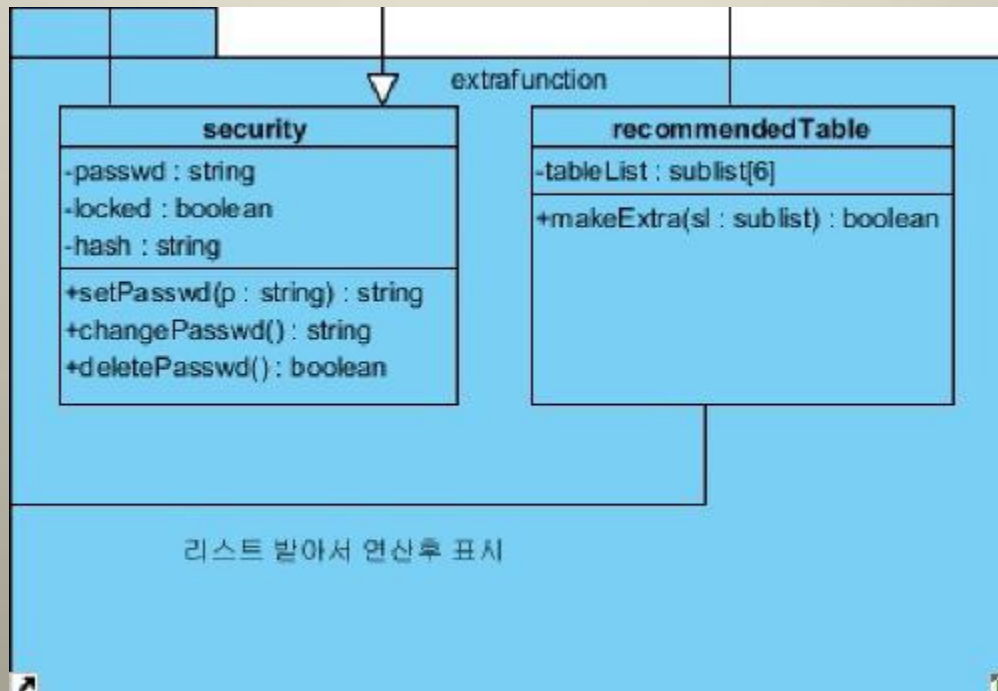 extrafunction
security
-passwd : string
-locked : boolean
-hash : string
+setPasswd(p : string) : string
+changePasswd() : string
+deletePasswd() : boolean
recommendedTable
-tableList : sublist[6]
+makeExtra(sl : sublist) : boolean
리스트 받아서 연산후 표시